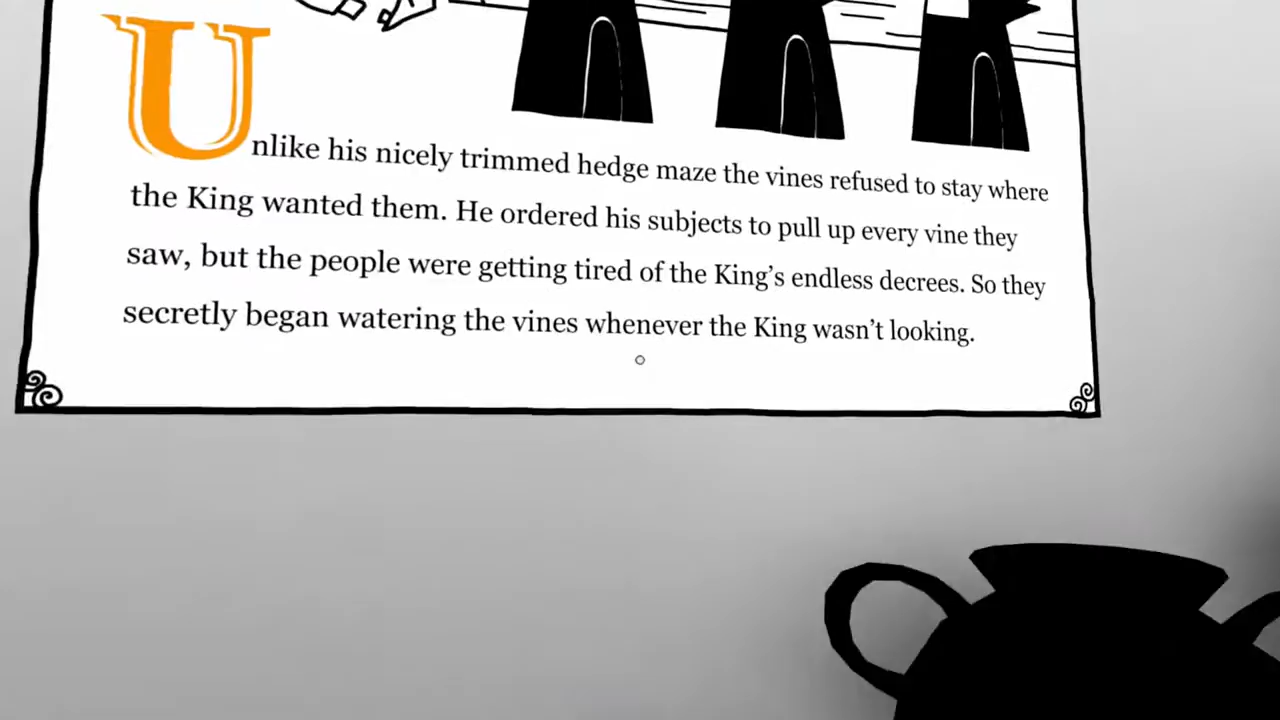 Unlike his nicely trimmed hedge maze the vines refused to stay where
the King wanted them. He ordered his subjects to pull up every vine they
saw, but the people were getting tired of the King’s endless decrees. So they
secretly began watering the vines whenever the King wasn’t looking.